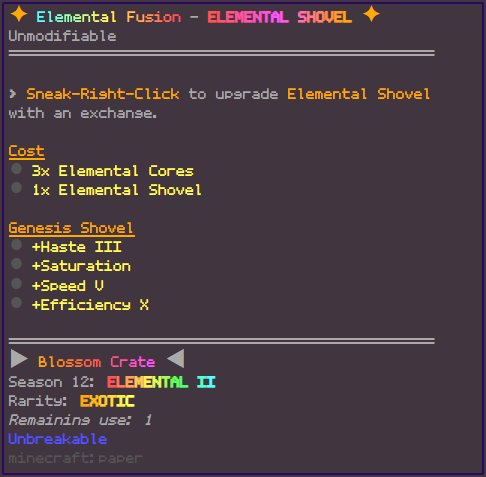 ✦ Elemental Fusion - ELEMENTAL SHOVEL ✦
Unmodifiable
> Sneak-Right-Click to upgrade Elemental Shovel
with an exchange.
Cost
● 3x Elemental Cores
● 1x Elemental Shovel
Genesis Shovel
● +Haste III
● +Saturation
● +Speed V
● +Efficiency X
▶ Blossom Crate ◀
Season 12: ELEMENTAL II
Rarity: EXOTIC
Remaining use: 1
Unbreakable
minecraft:paper